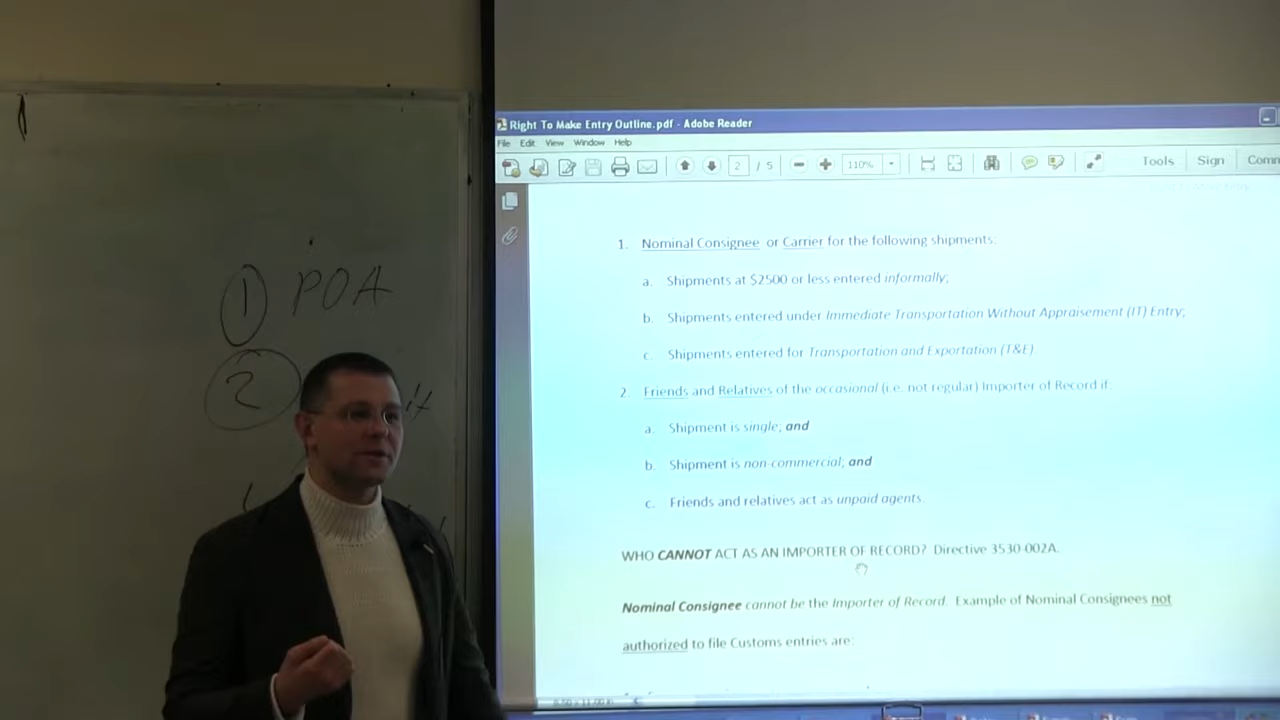 1 POA
2
Right To Make Entry Outline.pdf - Adobe Reader
File Edit View Window Help
2 / 5 110% Tools Sign
1. Nominal Consignee or Carrier for the following shipments:
a. Shipments at $2500 or less entered informally;
b. Shipments entered under Immediate Transportation Without Appraisement (IT) Entry;
c. Shipments entered for Transportation and Exportation (T&E)
2. Friends and Relatives of the occasional (i.e. not regular) Importer of Record if:
a. Shipment is single; and
b. Shipment is non-commercial; and
c. Friends and relatives act as unpaid agents.
WHO CANNOT ACT AS AN IMPORTER OF RECORD? Directive 3530-002A.
Nominal Consignee cannot be the Importer of Record. Example of Nominal Consignees not
authorized to file Customs entries are: